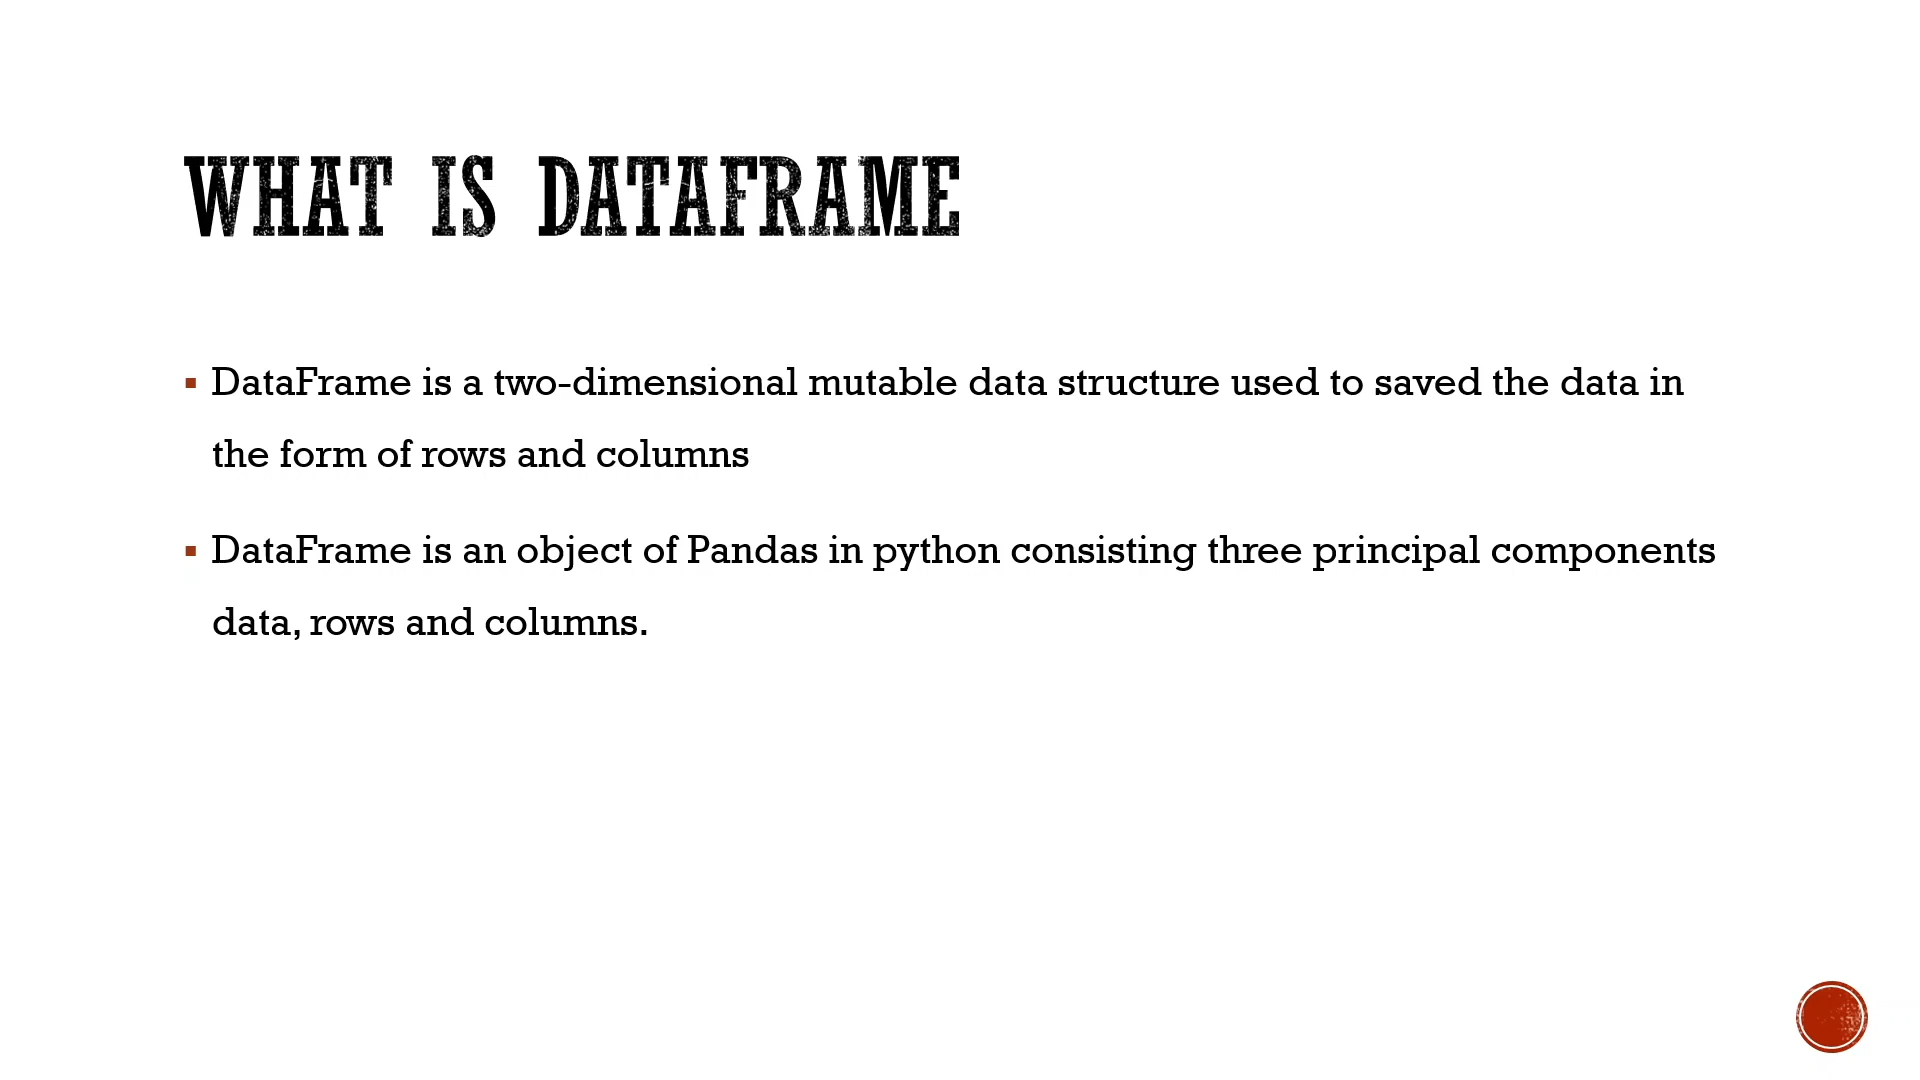 WHAT IS DATAFRAME
▪ DataFrame is a two-dimensional mutable data structure used to saved the data in
the form of rows and columns
▪ DataFrame is an object of Pandas in python consisting three principal components
data, rows and columns.